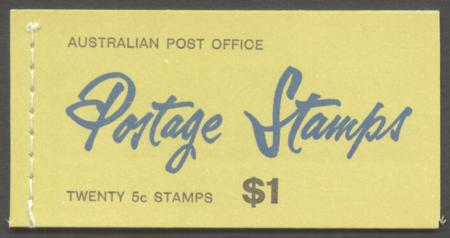 AUSTRALIAN POST OFFICE
Postage Stamps
TWENTY 5c STAMPS $1